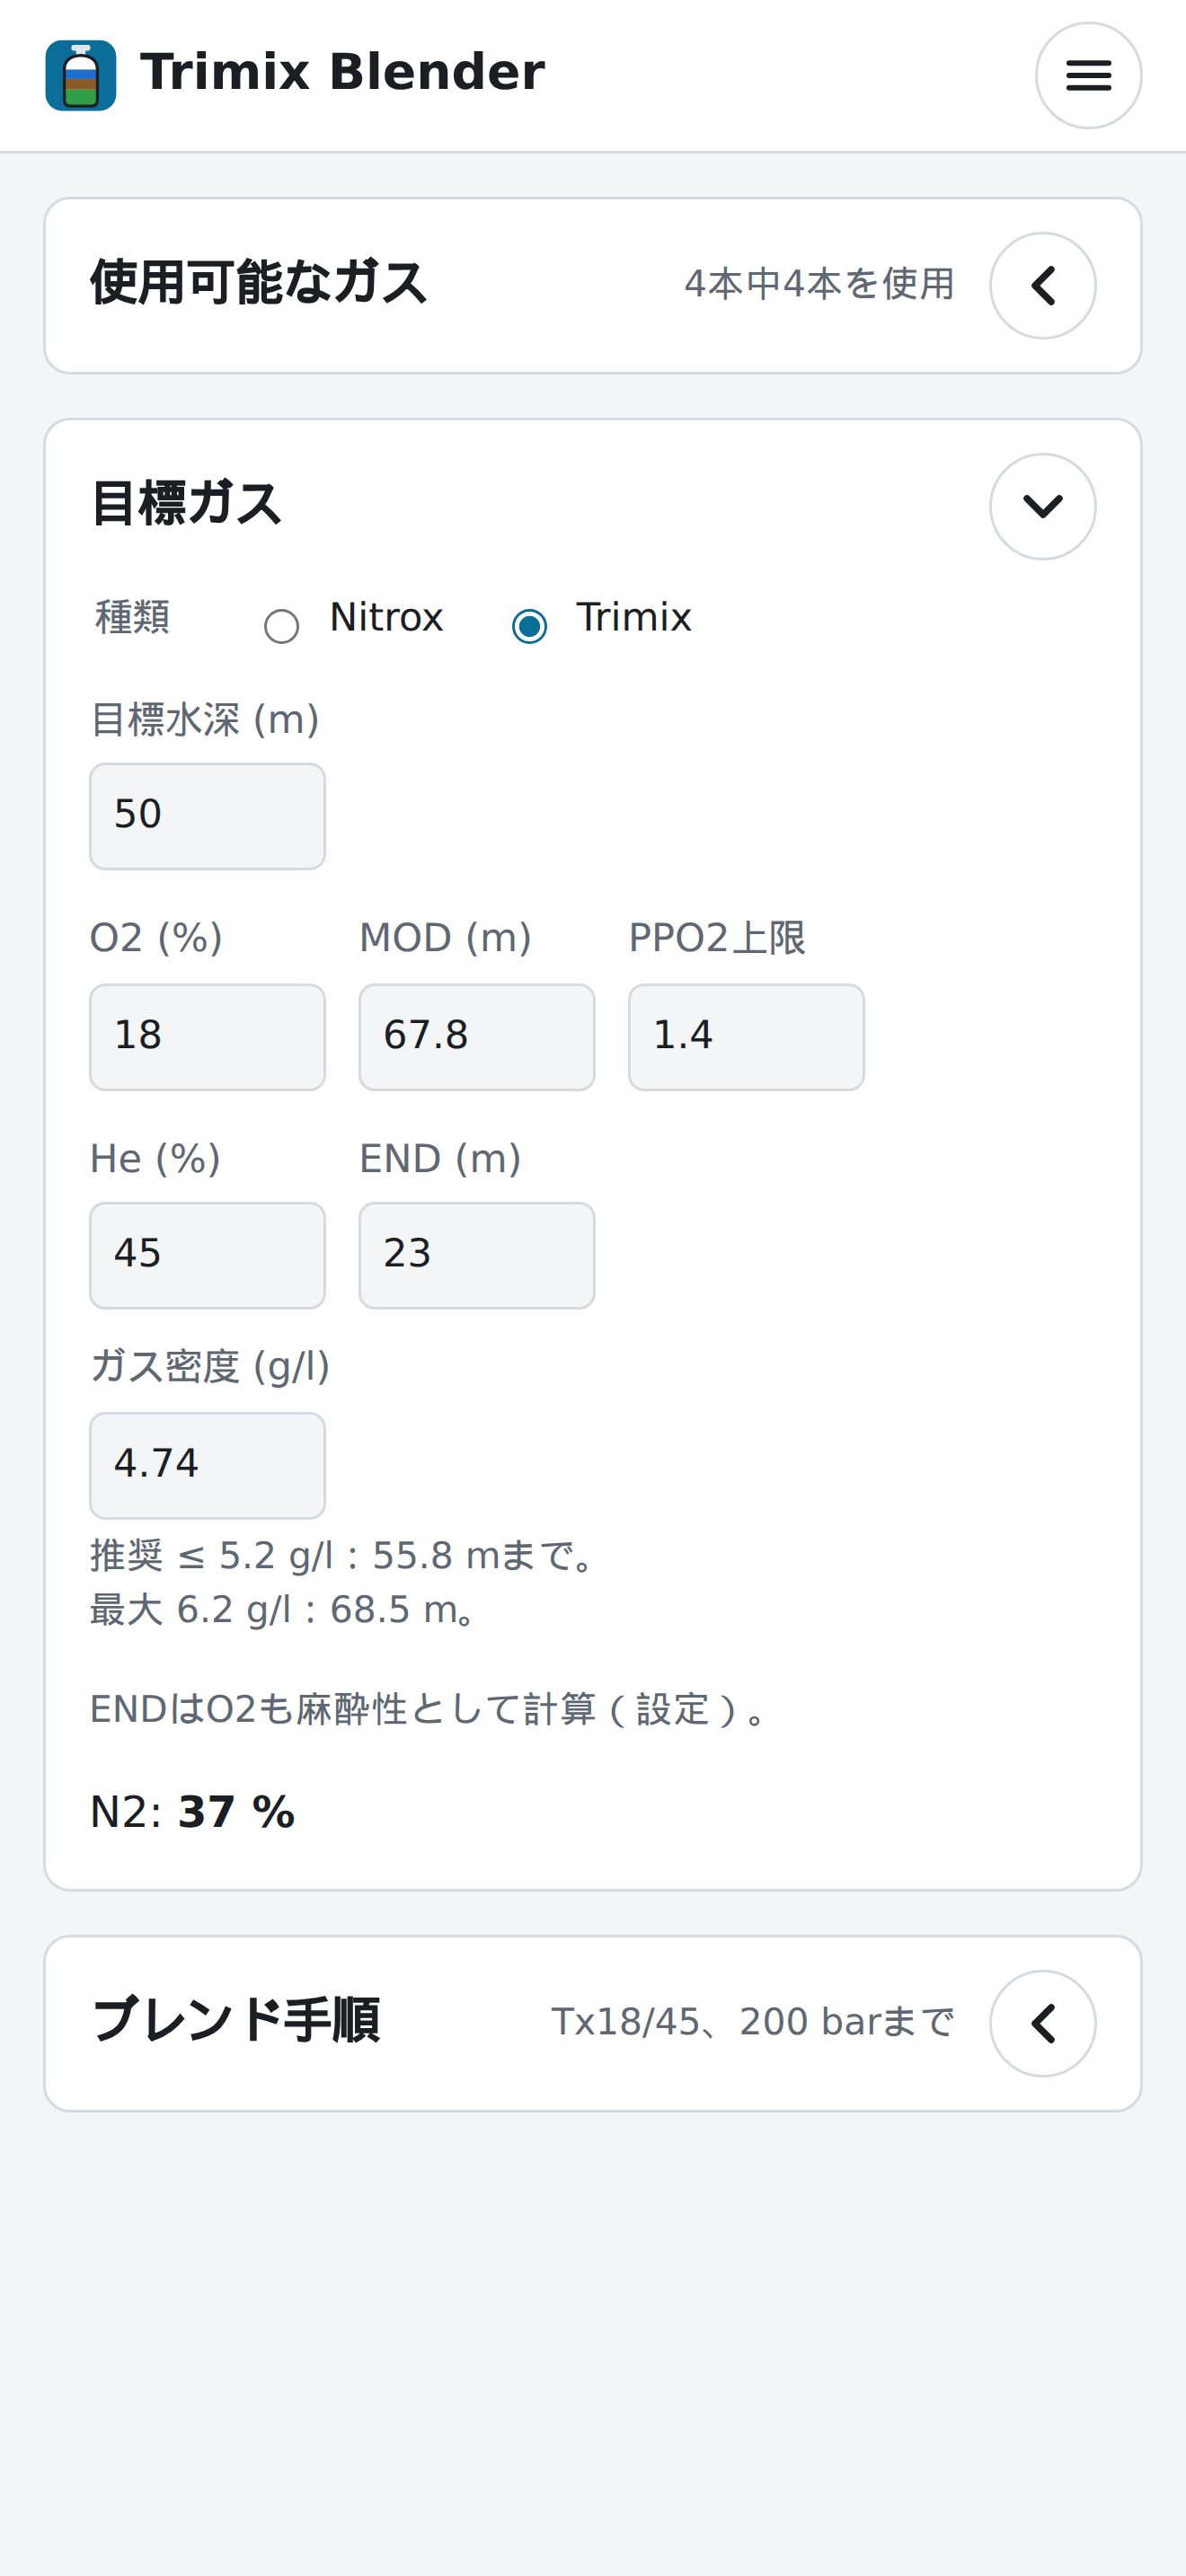 Trimix Blender
使用可能なガス 4本中4本を使用
目標ガス
種類 Nitrox Trimix
目標水深 (m)
50
O2 (%) MOD (m) PPO2上限
18 67.8 1.4
He (%) END (m)
45 23
ガス密度 (g/l)
4.74
推奨 ≤ 5.2 g/l：55.8 mまで。
最大 6.2 g/l：68.5 m。
ENDはO2も麻酔性として計算（設定）。
N2: 37 %
ブレンド手順 Tx18/45、200 barまで